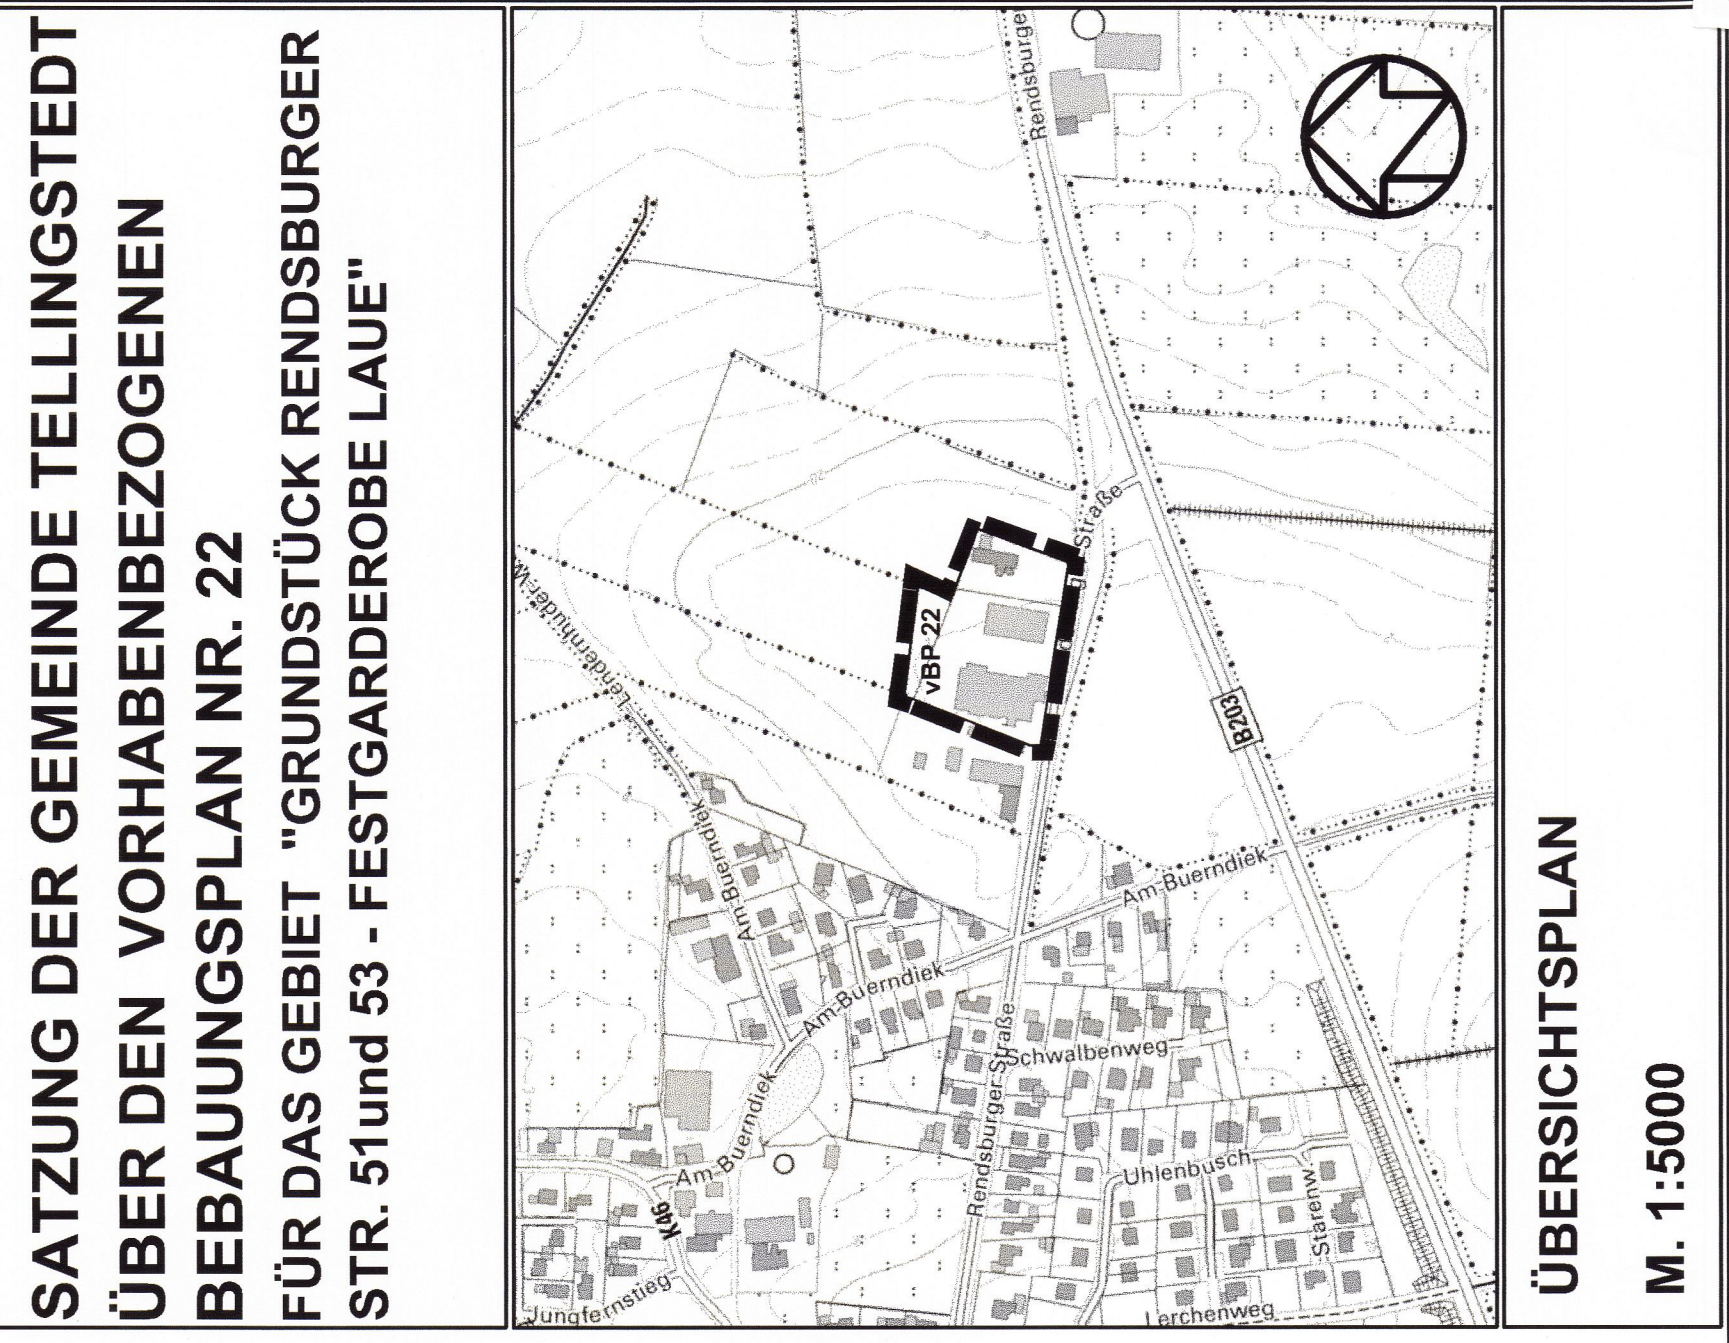 SATZUNG DER GEMEINDE TELLINGSTEDT
ÜBER DEN VORHABENBEZOGENEN
BEBAUUNGSPLAN NR. 22
FÜR DAS GEBIET "GRUNDSTÜCK RENDSBURGER
STR. 51und 53 - FESTGARDEROBE LAUE"
Jungfernstieg
K46
Am-Buerndiek
Am-Buerndiek
Am-Buerndiek
Am-Buerndiek
Lendernhuder-W.
vBP 22
Rendsburger Straße
Straße
Rendsburger
Schwalbenweg
Uhlenbusch
Starenw.
Lerchenweg
B203
20
ÜBERSICHTSPLAN
M. 1:5000